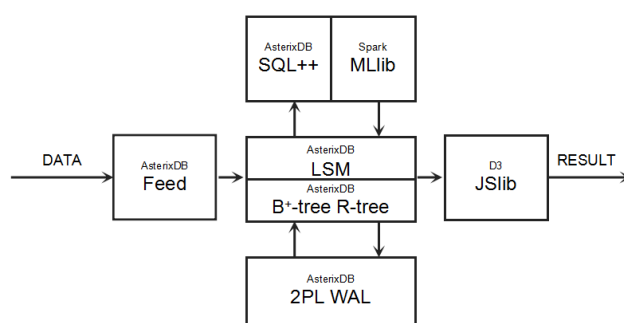 AsterixDB
SQL++
Spark
MLlib
DATA
AsterixDB
Feed
AsterixDB
LSM
AsterixDB
B+-tree R-tree
D3
JSlib
RESULT
AsterixDB
2PL WAL